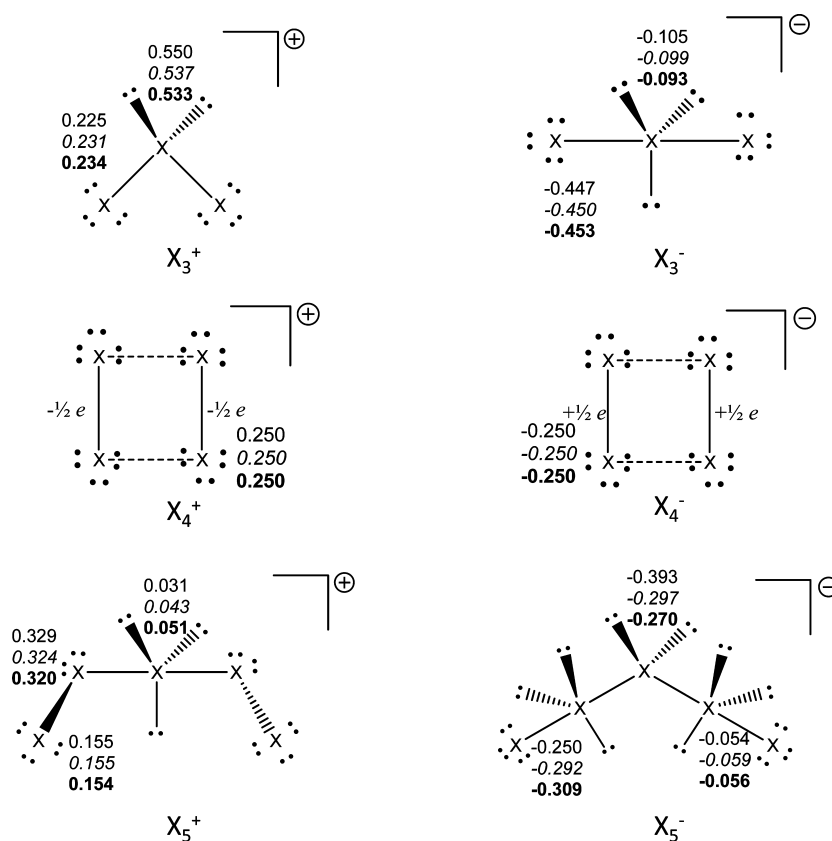 0.550
0.537
0.533
⊕
0.225
0.231
0.234
X
X
X
X₃⁺
-0.105
-0.099
-0.093
⊖
X
X
X
-0.447
-0.450
-0.453
X₃⁻
⊕
X
X
-½ e
-½ e
X
X
0.250
0.250
0.250
X₄⁺
⊖
X
X
+½ e
+½ e
-0.250
-0.250
-0.250
X
X
X₄⁻
0.031
0.043
0.051
⊕
0.329
0.324
0.320
X
X
X
X
X
0.155
0.155
0.154
X₅⁺
-0.393
-0.297
-0.270
⊖
X
X
X
X
X
-0.250
-0.292
-0.309
-0.054
-0.059
-0.056
X₅⁻